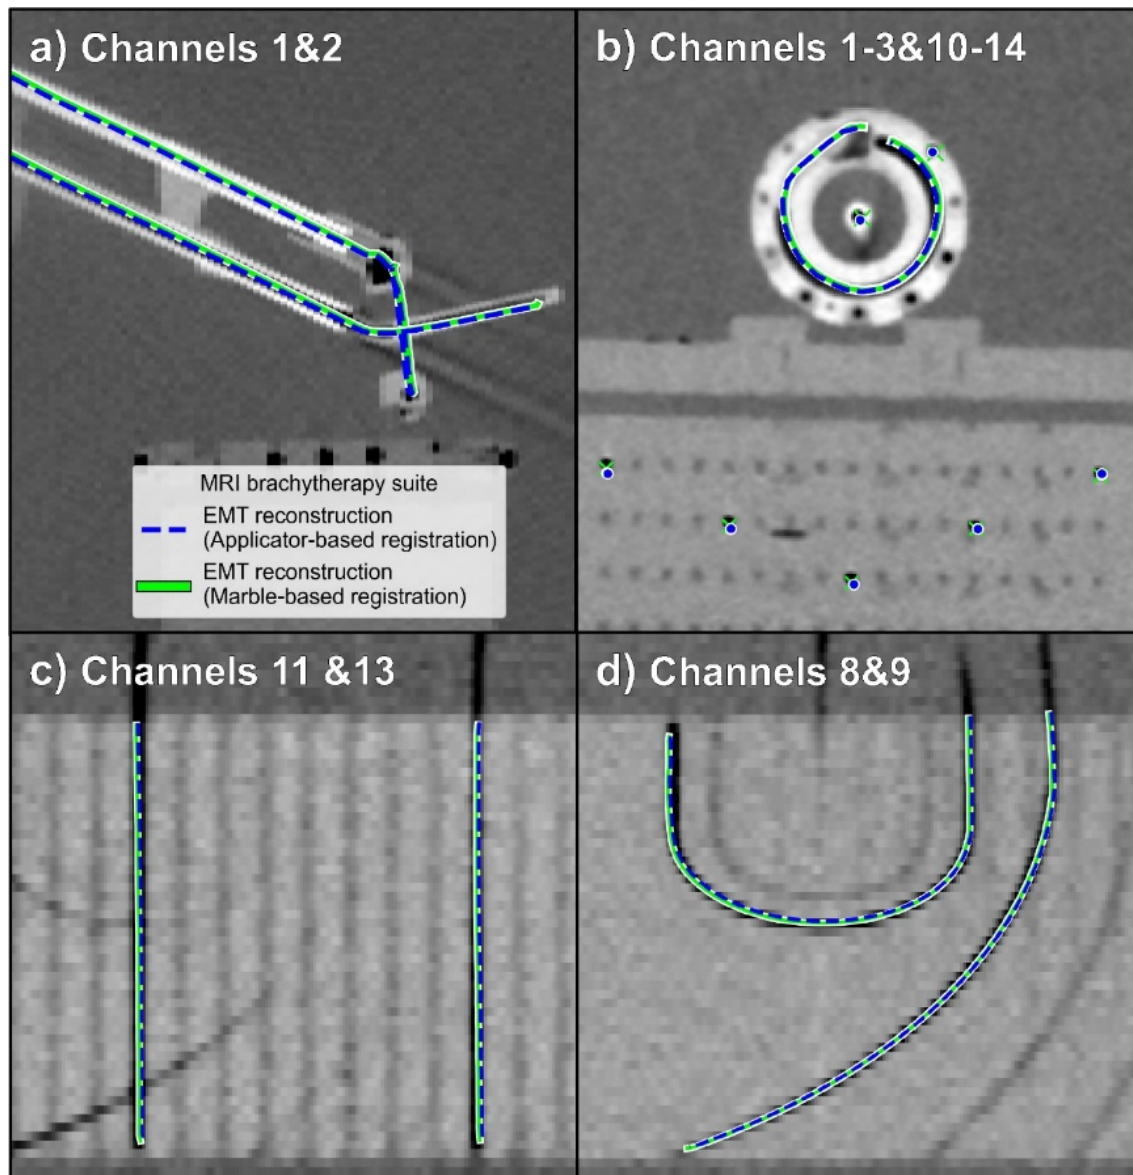 a) Channels 1&2
b) Channels 1-3&10-14
MRI brachytherapy suite
EMT reconstruction
(Applicator-based registration)
EMT reconstruction
(Marble-based registration)
c) Channels 11 &13
d) Channels 8&9